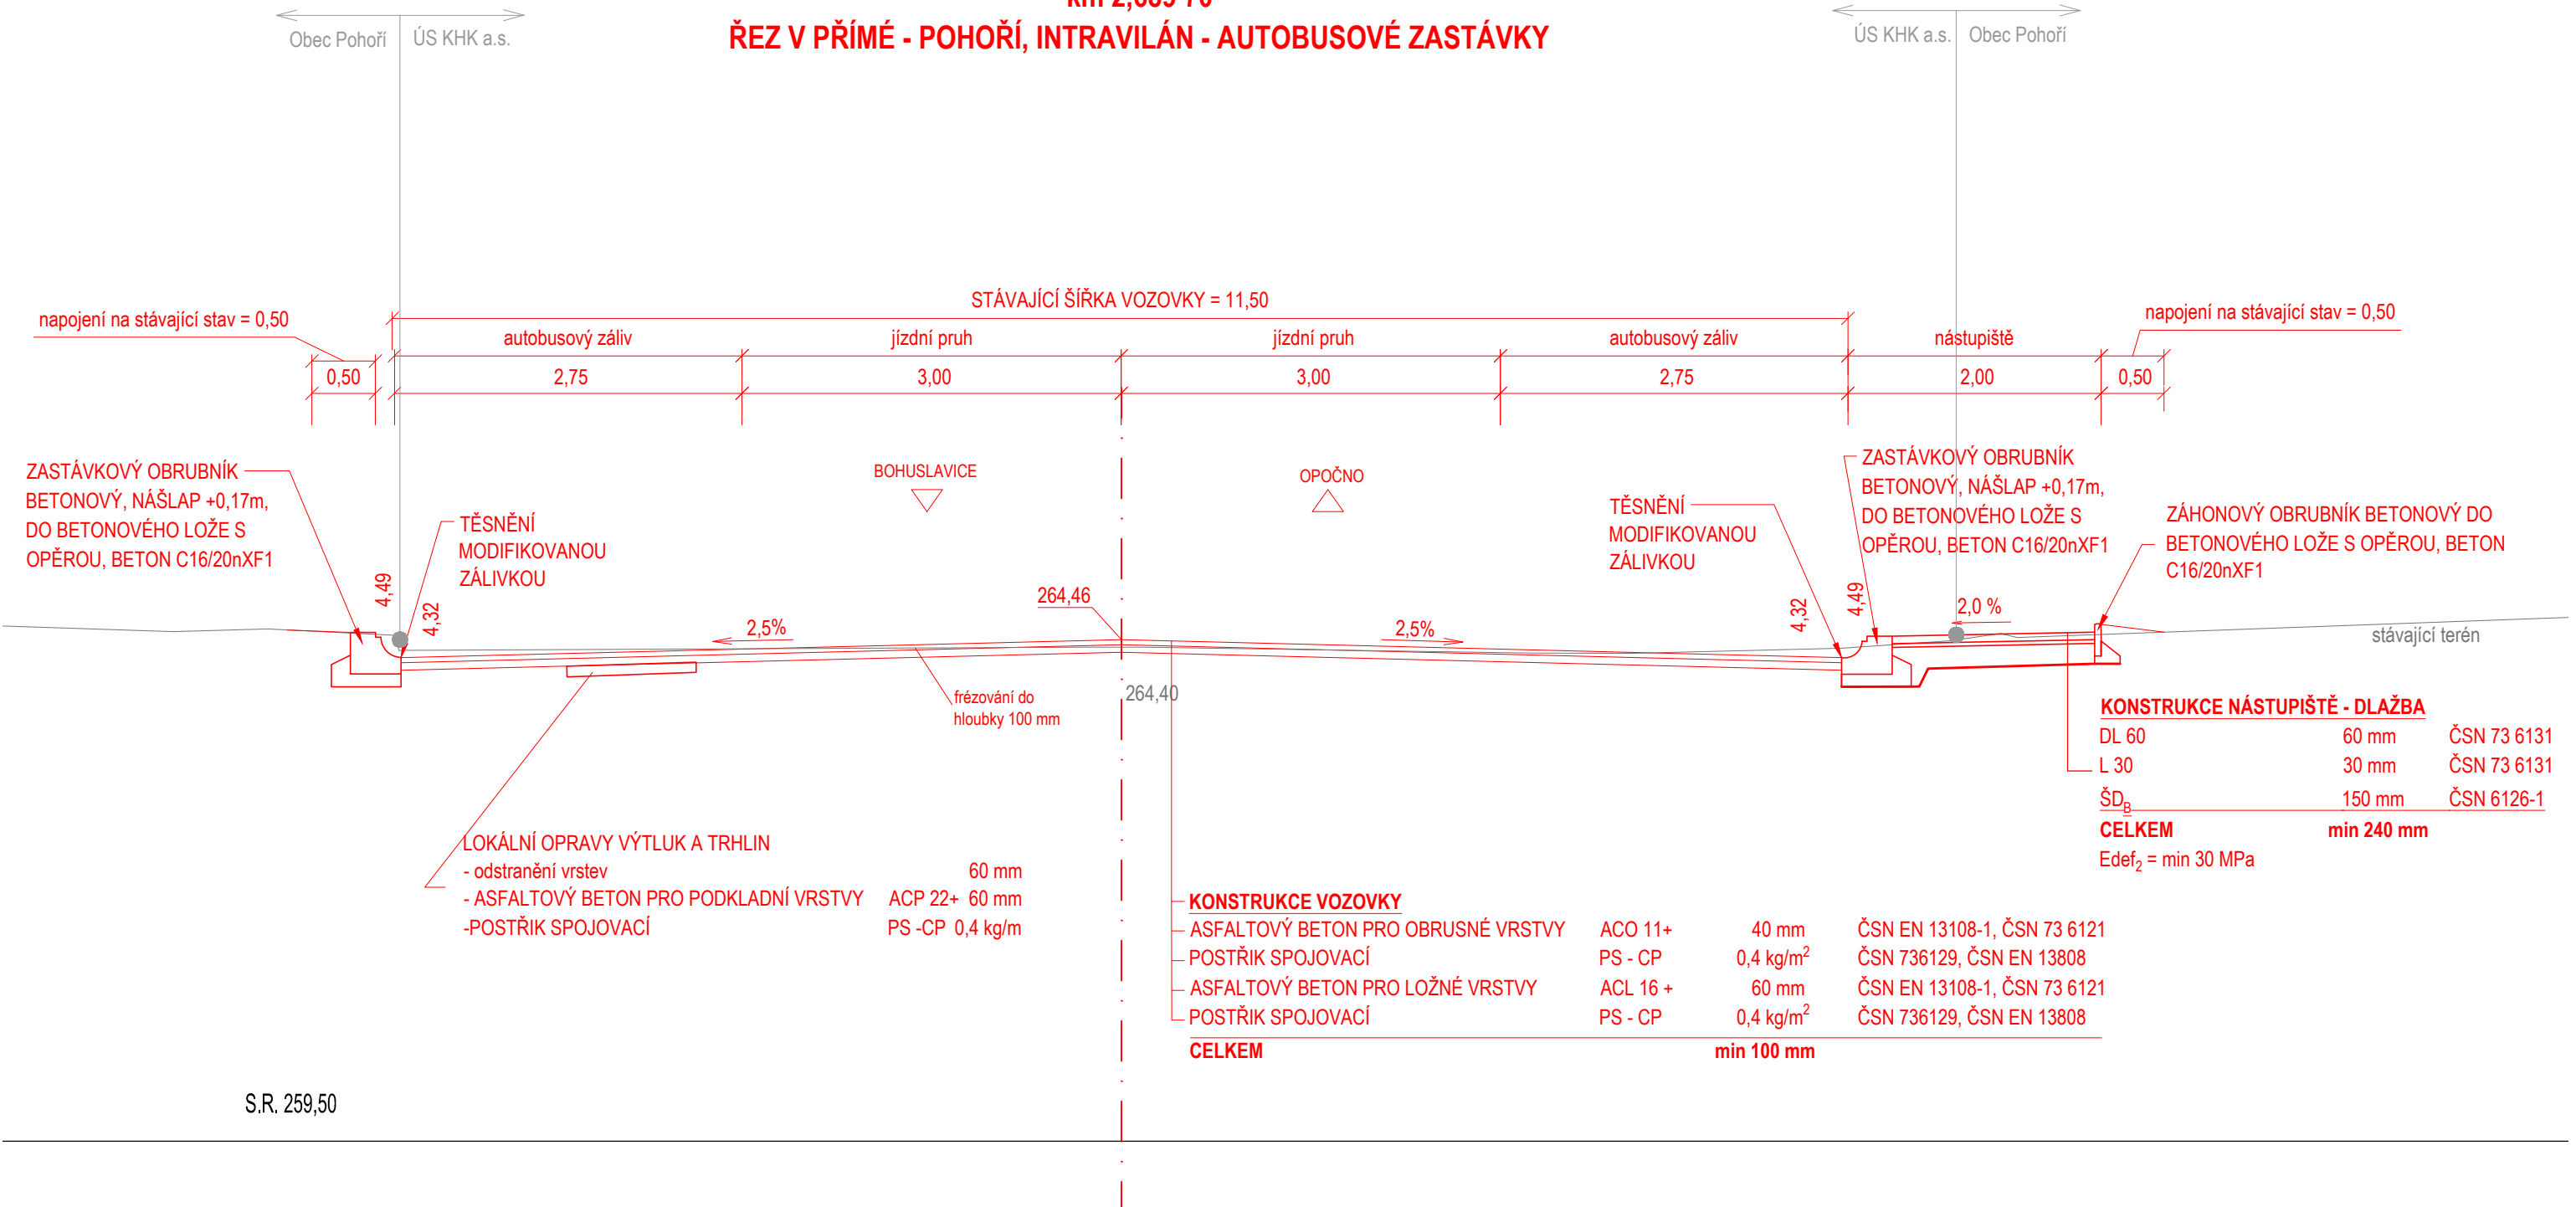 ŘEZ V PŘÍMÉ - POHOŘÍ, INTRAVILÁN - AUTOBUSOVÉ ZASTÁVKY
Obec Pohoří
ÚS KHK a.s.
ÚS KHK a.s.
Obec Pohoří
STÁVAJÍCÍ ŠÍŘKA VOZOVKY = 11,50
napojení na stávající stav = 0,50
napojení na stávající stav = 0,50
autobusový záliv
jízdní pruh
jízdní pruh
autobusový záliv
nástupiště
0,50
2,75
3,00
3,00
2,75
2,00
0,50
ZASTÁVKOVÝ OBRUBNÍK
BETONOVÝ, NÁŠLAP +0,17m,
DO BETONOVÉHO LOŽE S
OPĚROU, BETON C16/20nXF1
TĚSNĚNÍ
MODIFIKOVANOU
ZÁLIVKOU
BOHUSLAVICE
OPOČNO
TĚSNĚNÍ
MODIFIKOVANOU
ZÁLIVKOU
ZASTÁVKOVÝ OBRUBNÍK
BETONOVÝ, NÁŠLAP +0,17m,
DO BETONOVÉHO LOŽE S
OPĚROU, BETON C16/20nXF1
ZÁHONOVÝ OBRUBNÍK BETONOVÝ DO
BETONOVÉHO LOŽE S OPĚROU, BETON
C16/20nXF1
4,49
4,32
2,5%
264,46
2,5%
4,32
4,49
2,0 %
stávající terén
frézování do
hloubky 100 mm
264,40
KONSTRUKCE NÁSTUPIŠTĚ - DLAŽBA
DL 60 60 mm ČSN 73 6131
L 30 30 mm ČSN 73 6131
ŠDB 150 mm ČSN 6126-1
CELKEM min 240 mm
Edef2 = min 30 MPa
LOKÁLNÍ OPRAVY VÝTLUK A TRHLIN
- odstranění vrstev 60 mm
- ASFALTOVÝ BETON PRO PODKLADNÍ VRSTVY ACP 22+ 60 mm
-POSTŘIK SPOJOVACÍ PS -CP 0,4 kg/m
KONSTRUKCE VOZOVKY
ASFALTOVÝ BETON PRO OBRUSNÉ VRSTVY ACO 11+ 40 mm ČSN EN 13108-1, ČSN 73 6121
POSTŘIK SPOJOVACÍ PS - CP 0,4 kg/m² ČSN 736129, ČSN EN 13808
ASFALTOVÝ BETON PRO LOŽNÉ VRSTVY ACL 16 + 60 mm ČSN EN 13108-1, ČSN 73 6121
POSTŘIK SPOJOVACÍ PS - CP 0,4 kg/m² ČSN 736129, ČSN EN 13808
CELKEM min 100 mm
S.R. 259,50